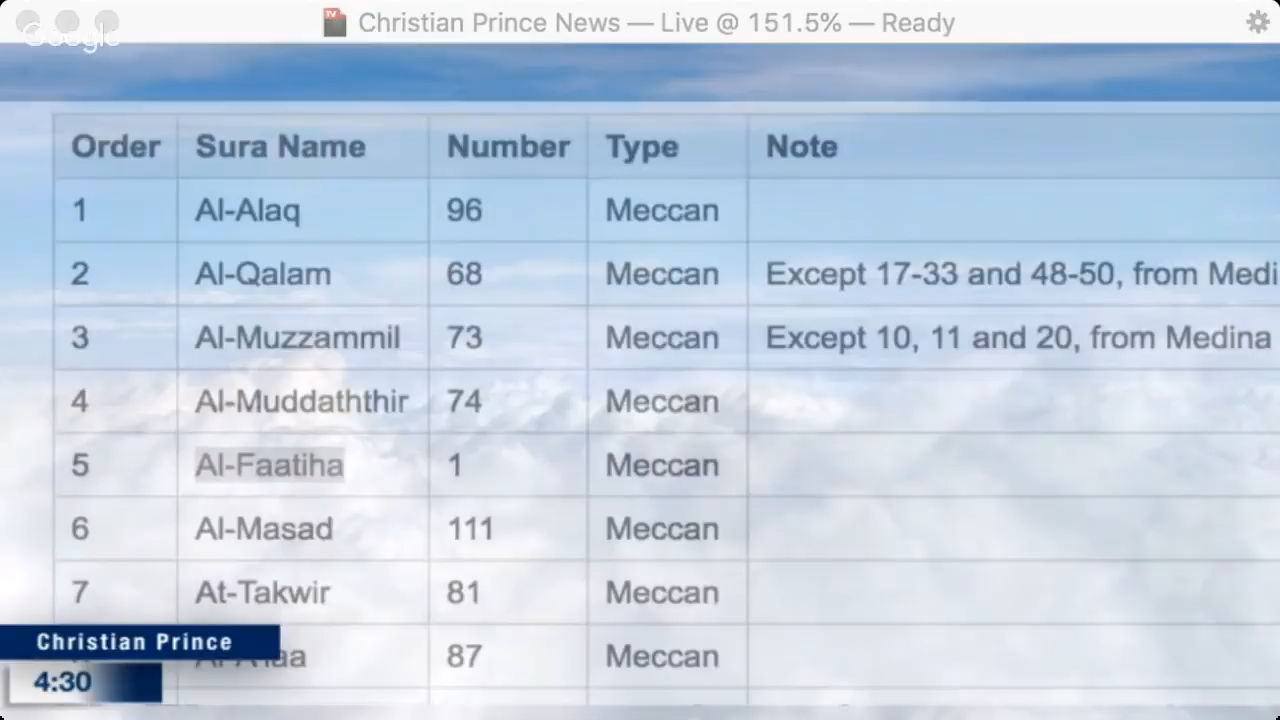 Christian Prince News — Live @ 151.5% — Ready
Google
Order Sura Name Number Type Note
1 Al-Alaq 96 Meccan
2 Al-Qalam 68 Meccan Except 17-33 and 48-50, from Medi
3 Al-Muzzammil 73 Meccan Except 10, 11 and 20, from Medina
4 Al-Muddaththir 74 Meccan
5 Al-Faatiha 1 Meccan
6 Al-Masad 111 Meccan
7 At-Takwir 81 Meccan
87 Meccan
Christian Prince
4:30